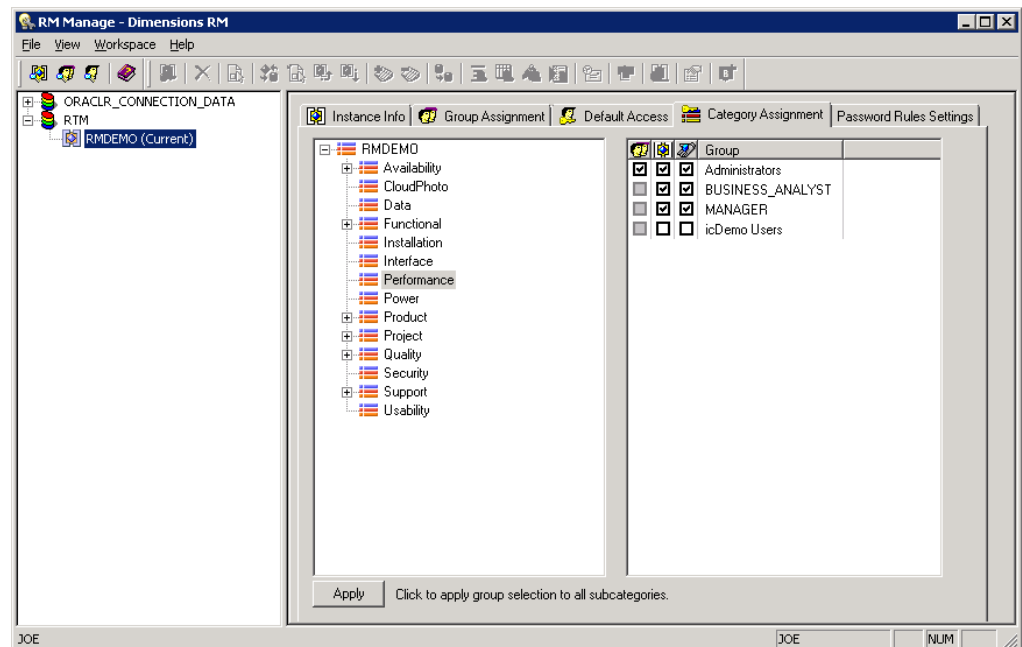 RM Manage - Dimensions RM
File View Workspace Help
ORACLR_CONNECTION_DATA
RTM
RMDEMO (Current)
Instance Info Group Assignment Default Access Category Assignment Password Rules Settings
RMDEMO
Availability
CloudPhoto
Data
Functional
Installation
Interface
Performance
Power
Product
Project
Quality
Security
Support
Usability
Group
Administrators
BUSINESS_ANALYST
MANAGER
icDemo Users
Apply Click to apply group selection to all subcategories.
JOE JOE NUM